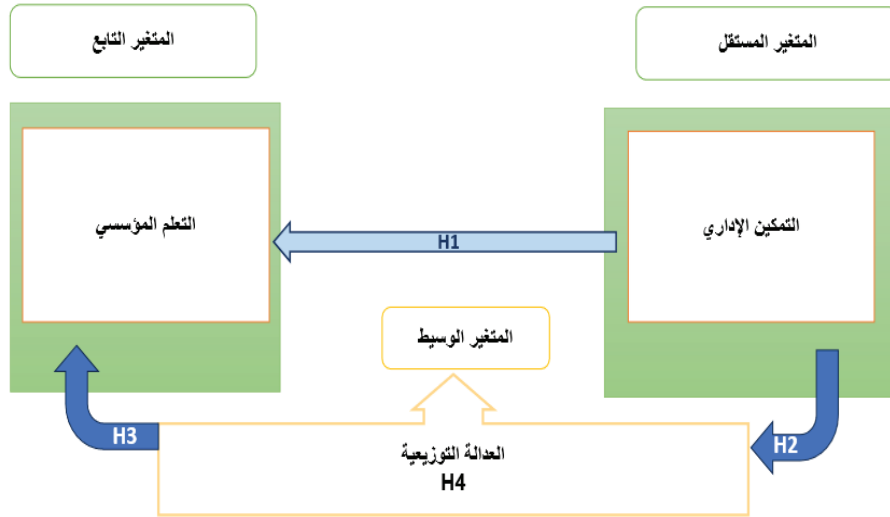 المتغير المستقل
المتغير التابع
التمكين الإداري
التعلم المؤسسي
H1
المتغير الوسيط
H2
H3
العدالة التوزيعية
H4